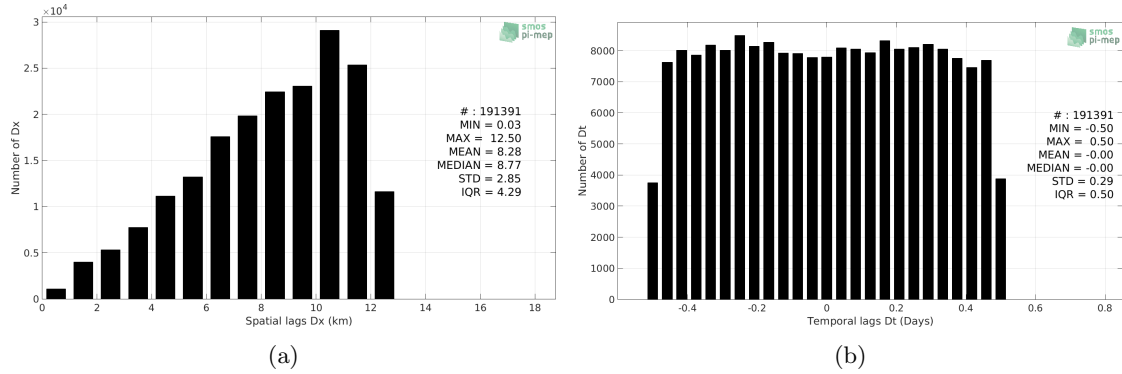 ×10⁴
3
2.5
2
1.5
1
0.5
0
Number of Dx
0 2 4 6 8 10 12 14 16 18
Spatial lags Dx (km)
smos
pi-mep
# : 191391
MIN = 0.03
MAX = 12.50
MEAN = 8.28
MEDIAN = 8.77
STD = 2.85
IQR = 4.29
(a)
8000
7000
6000
5000
4000
3000
2000
1000
0
Number of Dt
-0.4 -0.2 0 0.2 0.4 0.6 0.8
Temporal lags Dt (Days)
smos
pi-mep
# : 191391
MIN = -0.50
MAX = 0.50
MEAN = -0.00
MEDIAN = -0.00
STD = 0.29
IQR = 0.50
(b)